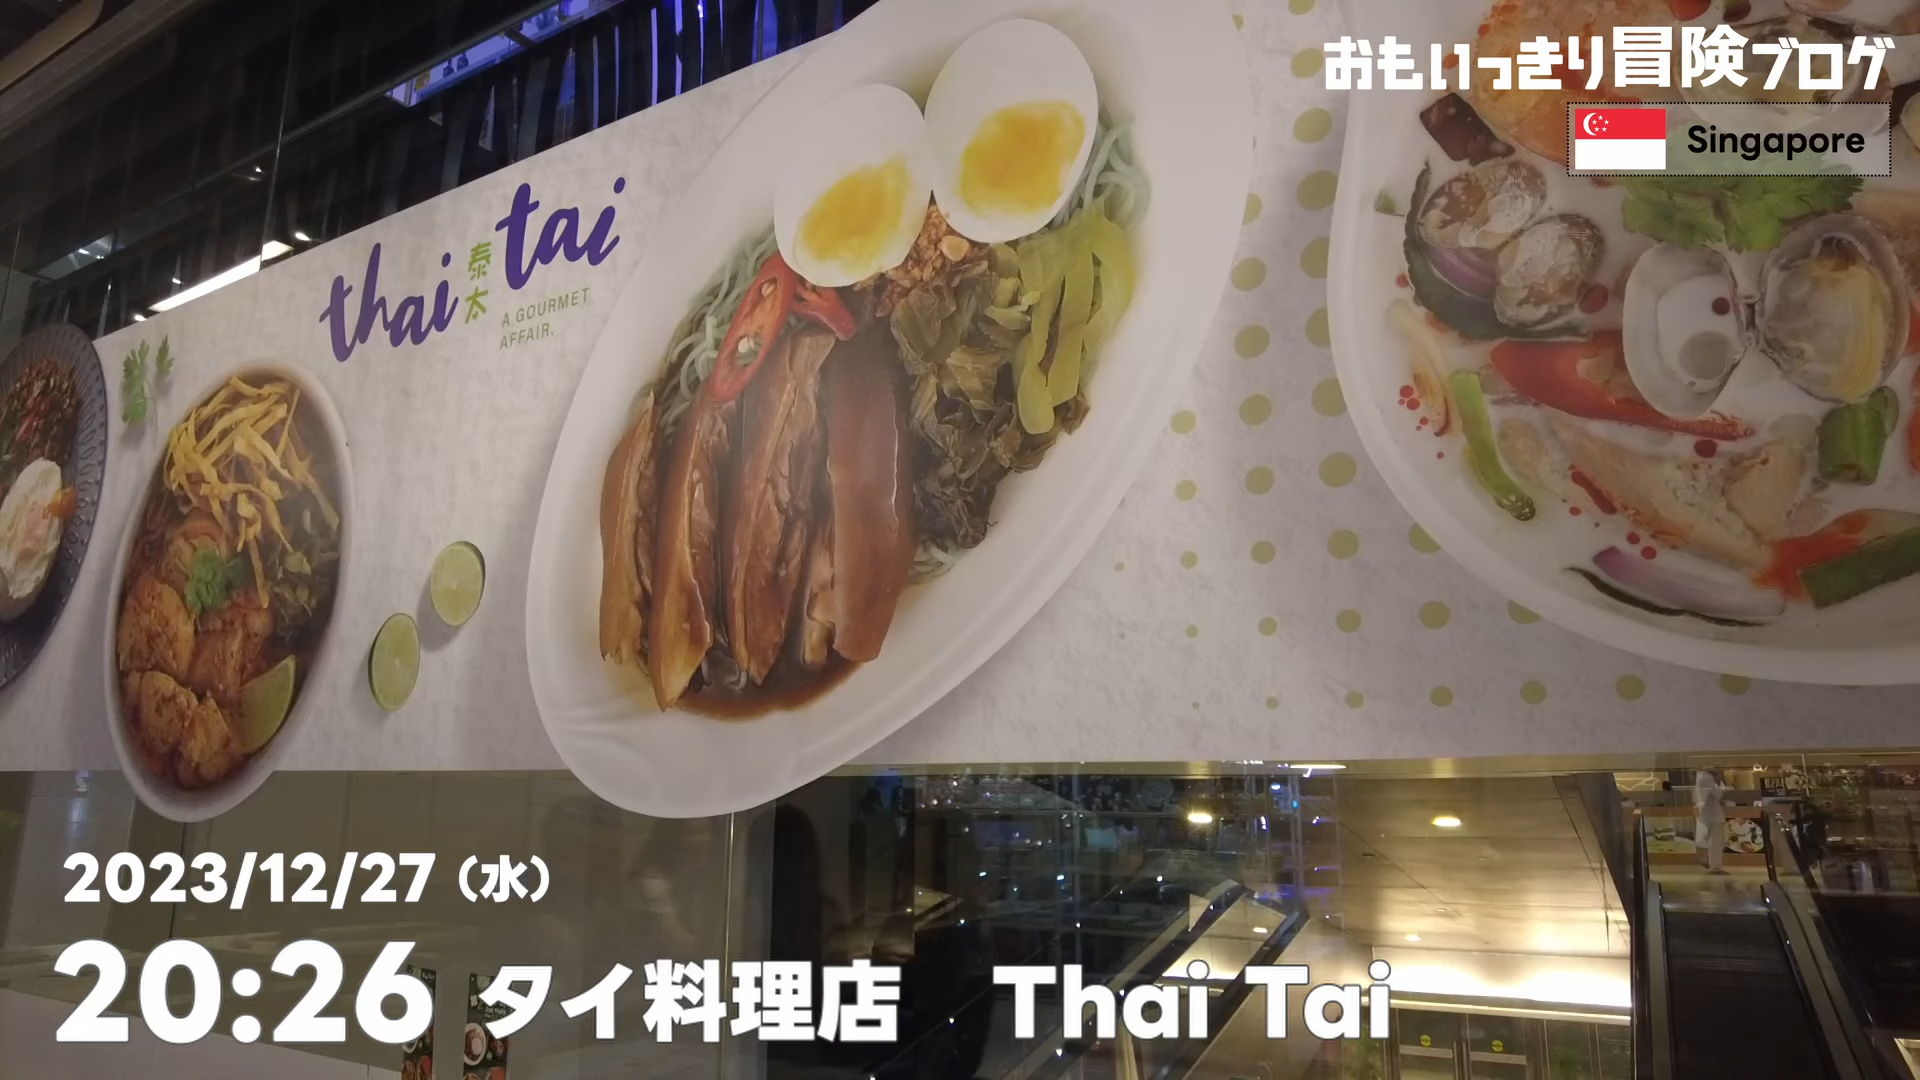 おもいっきり冒険ブログ
Singapore
thai 泰太 tai
A GOURMET
AFFAIR.
2023/12/27（水）
20:26 タイ料理店　Thai Tai